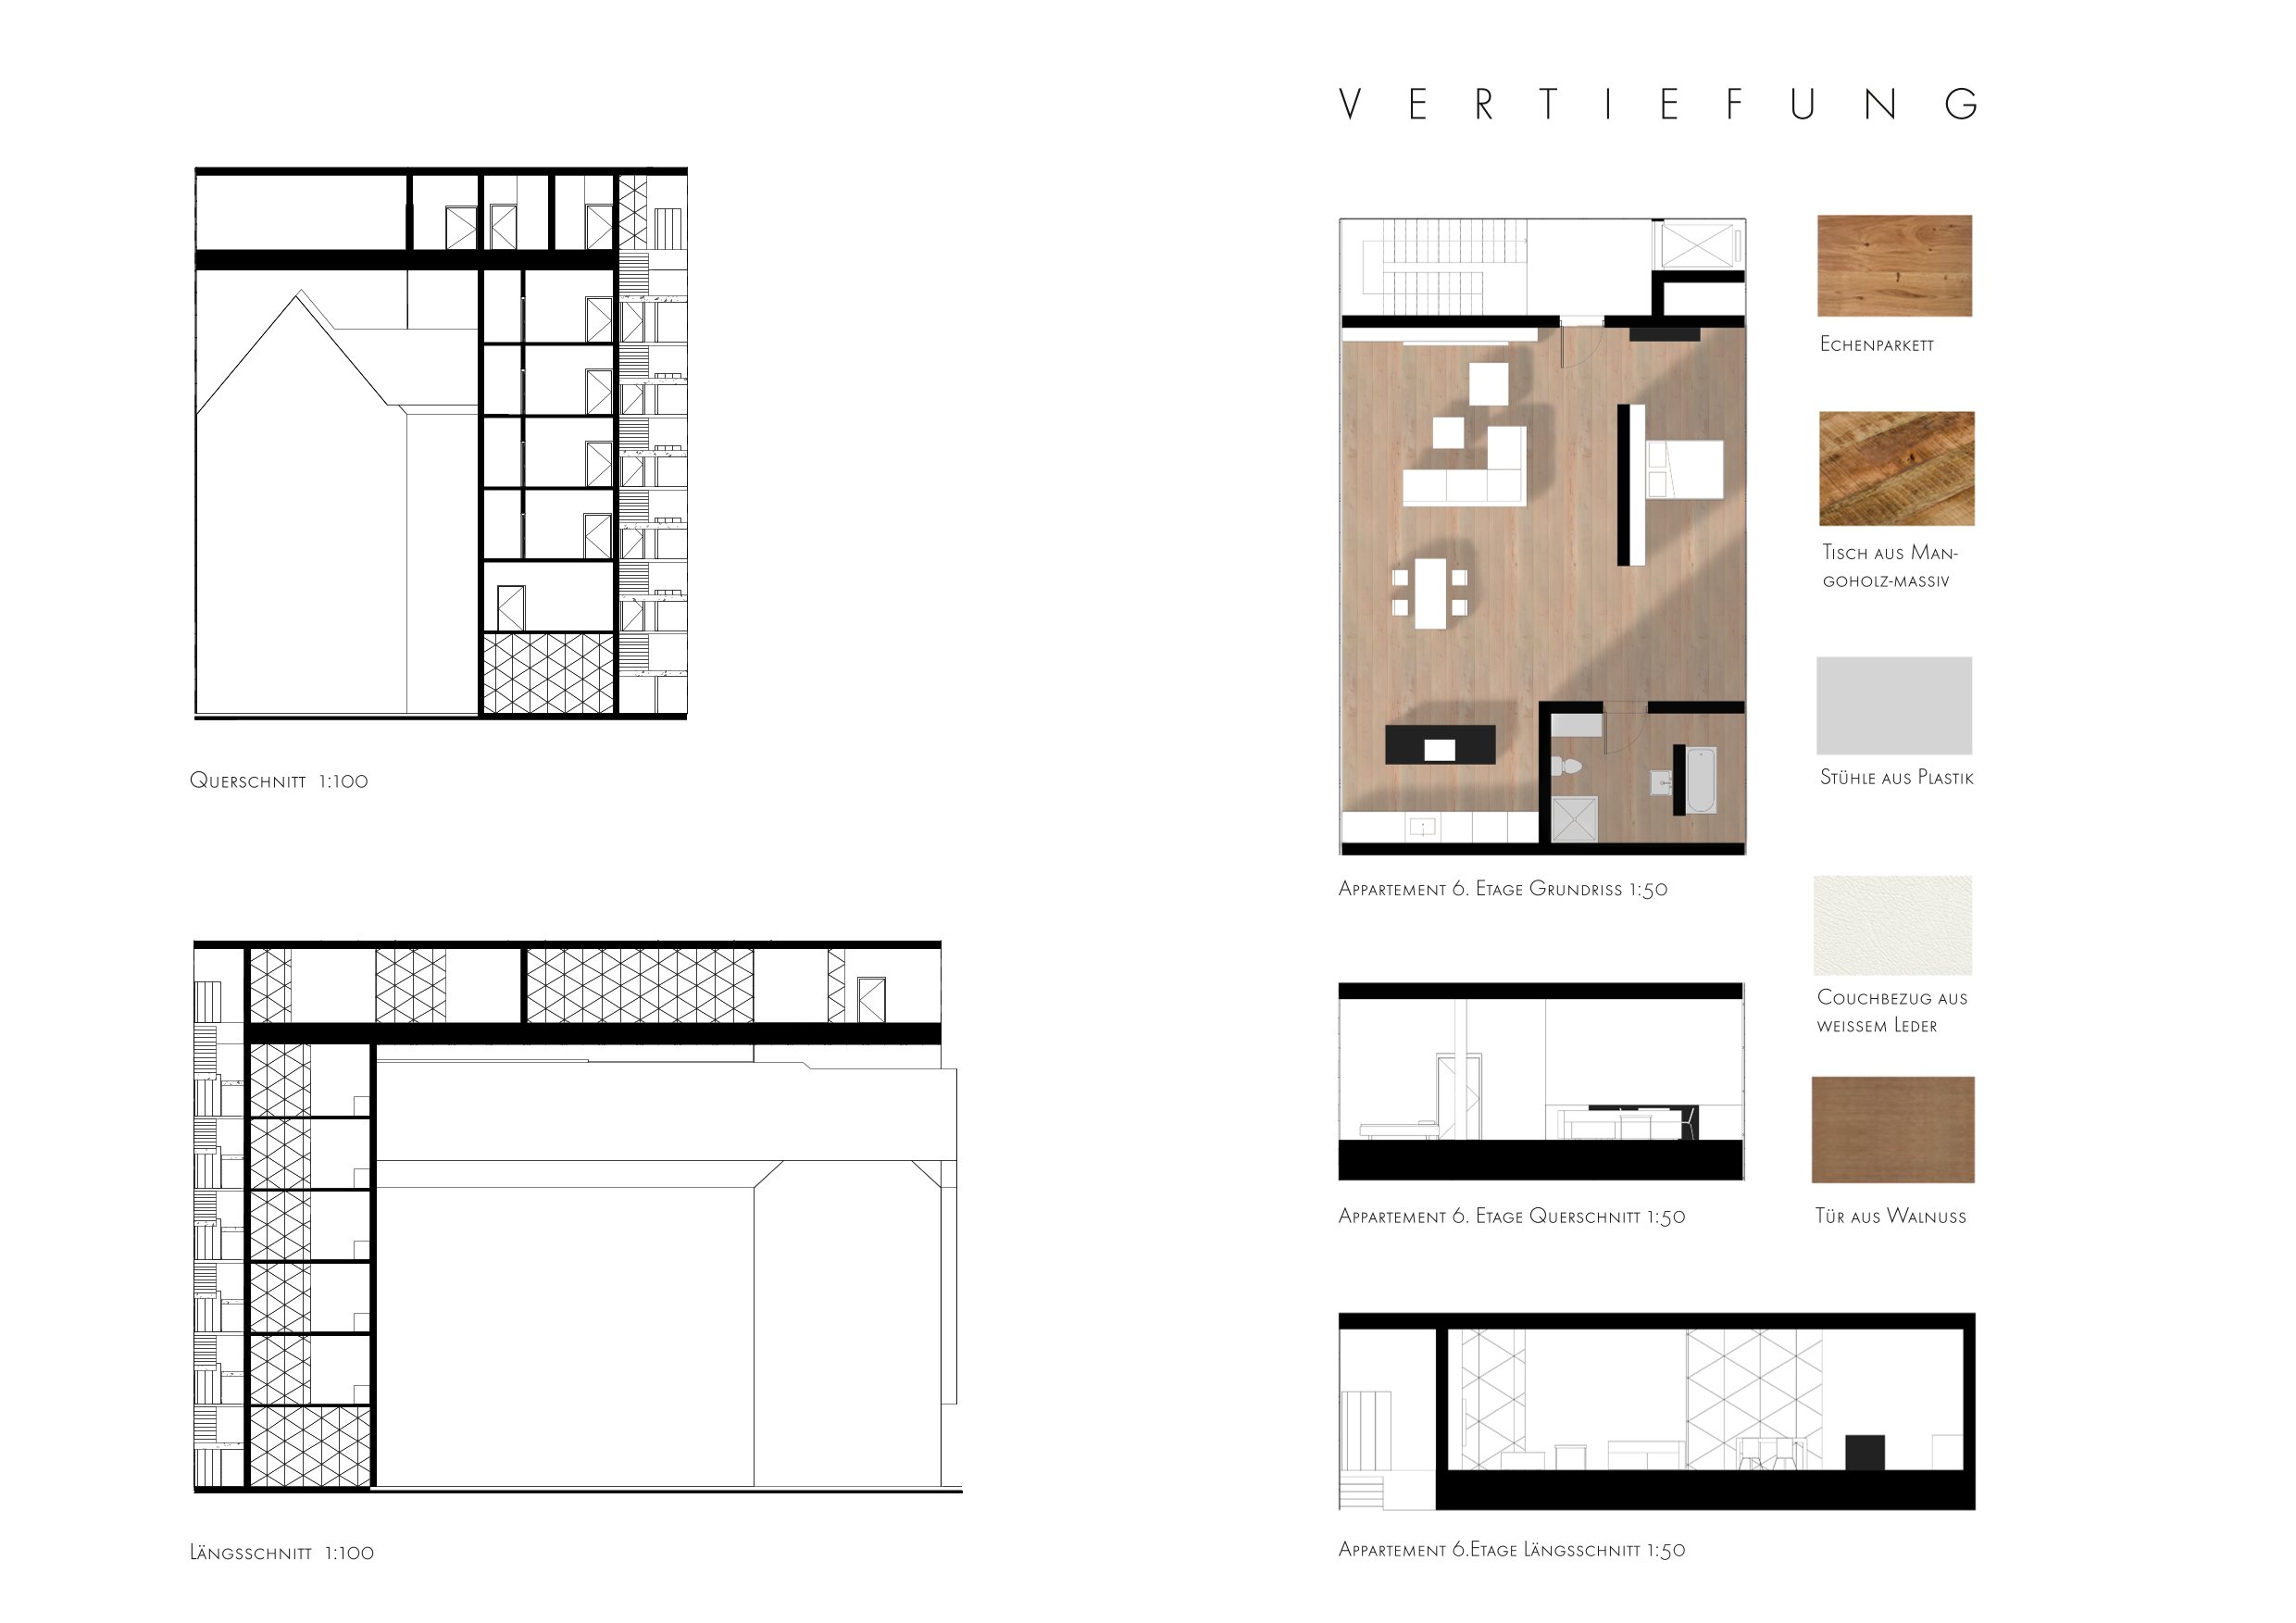 VERTIEFUNG
Querschnitt 1:100
Längsschnitt 1:100
Appartement 6. Etage Grundriss 1:50
Appartement 6. Etage Querschnitt 1:50
Appartement 6.Etage Längsschnitt 1:50
Echenparkett
Tisch aus Man-
goholz-massiv
Stühle aus Plastik
Couchbezug aus
weissem Leder
Tür aus Walnuss